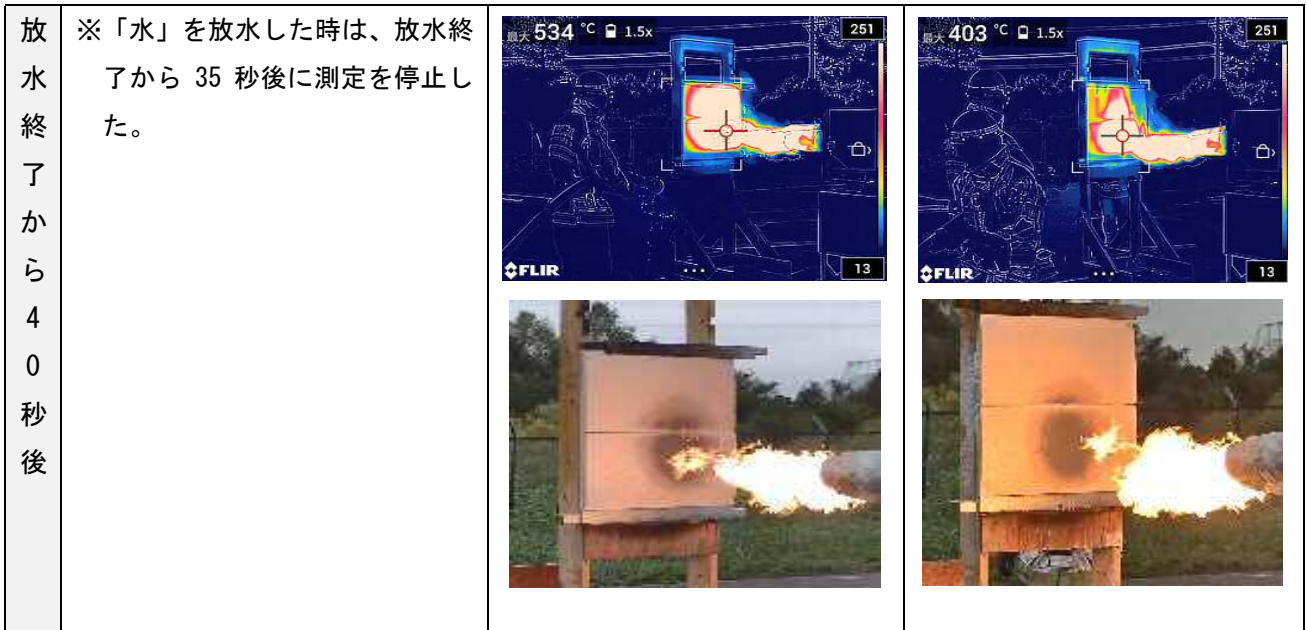 放
水
終
了
か
ら
4
0
秒
後
※「水」を放水した時は、放水終
了から 35 秒後に測定を停止し
た。
最大 534 ℃ 1.5x
251
13
FLIR
最大 403 ℃ 1.5x
251
13
FLIR